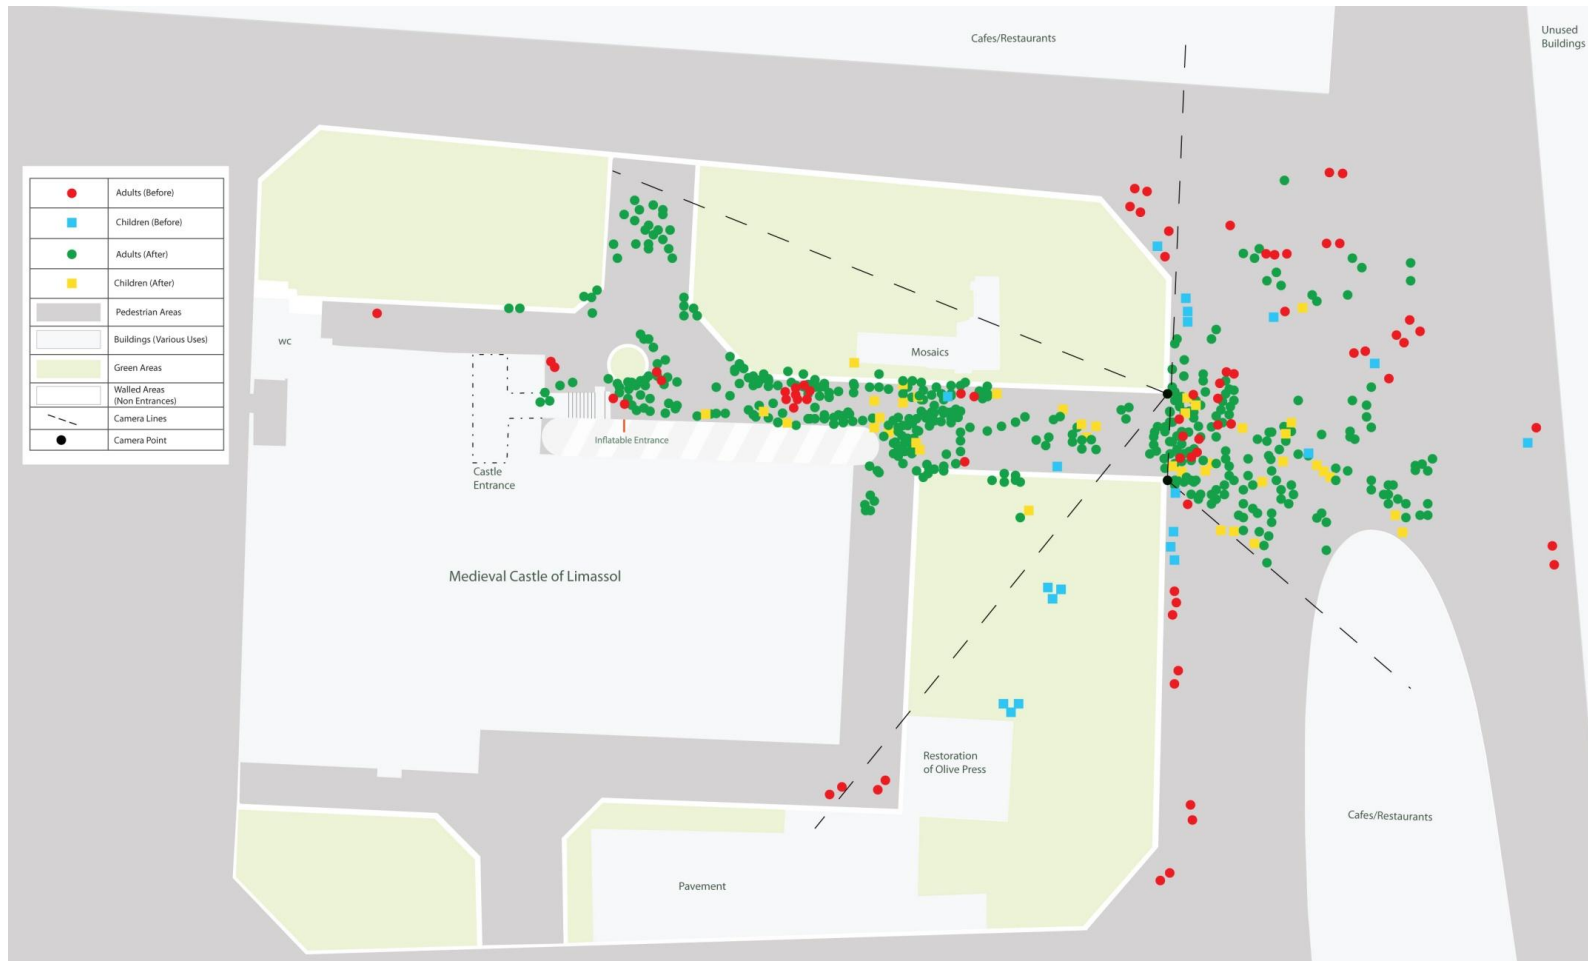 Cafes/Restaurants
Unused
Buildings
Adults (Before)
Children (Before)
Adults (After)
Children (After)
Pedestrian Areas
Buildings (Various Uses)
Green Areas
Walled Areas
(Non Entrances)
Camera Lines
Camera Point
WC
Mosaics
Inflatable Entrance
Castle
Entrance
Medieval Castle of Limassol
Restoration
of Olive Press
Cafes/Restaurants
Pavement